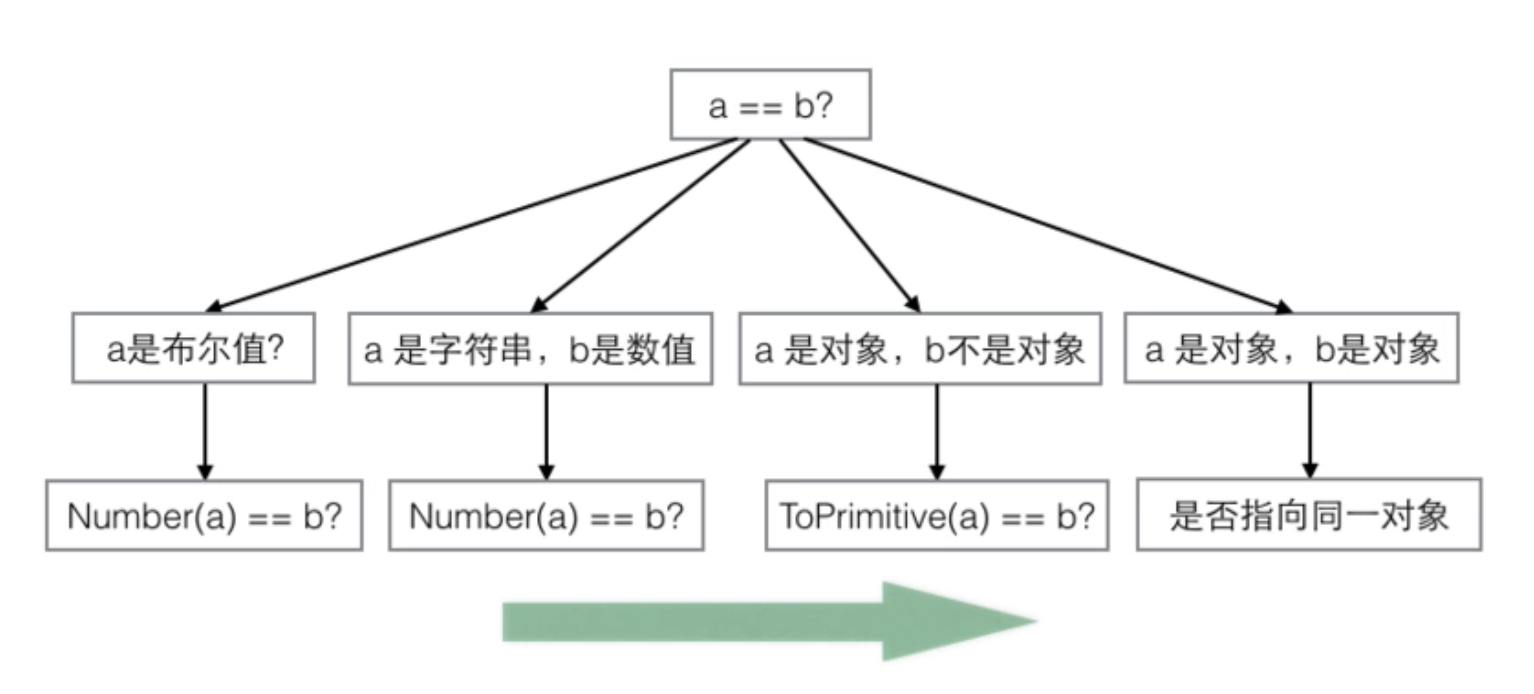 a == b?
a是布尔值?
a 是字符串，b是数值
a 是对象，b不是对象
a 是对象，b是对象
Number(a) == b?
Number(a) == b?
ToPrimitive(a) == b?
是否指向同一对象